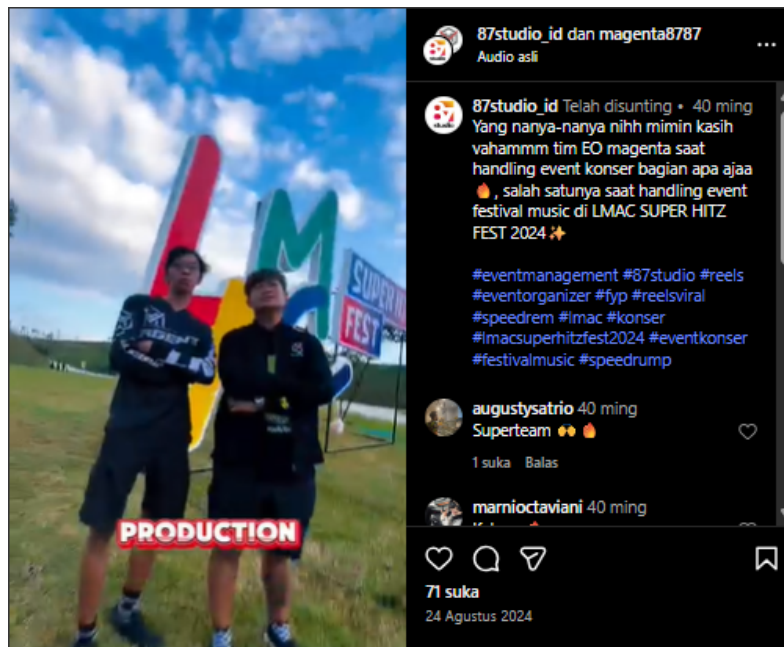 LMAC
SUPER HI
FEST
PRODUCTION
87studio_id dan magenta8787
Audio asli
87studio_id Telah disunting • 40 ming
Yang nanya-nanya nihh mimin kasih
vahammm tim EO magenta saat
handling event konser bagian apa ajaa
🔥, salah satunya saat handling event
festival music di LMAC SUPER HITZ
FEST 2024✨
#eventmanagement #87studio #reels
#eventorganizer #fyp #reelsviral
#speedrem #lmac #konser
#lmacsuperhitzfest2024 #eventkonser
#festivalmusic #speedrump
augustysatrio 40 ming
Superteam 🙌 🔥
1 suka Balas
marnioctaviani 40 ming
71 suka
24 Agustus 2024